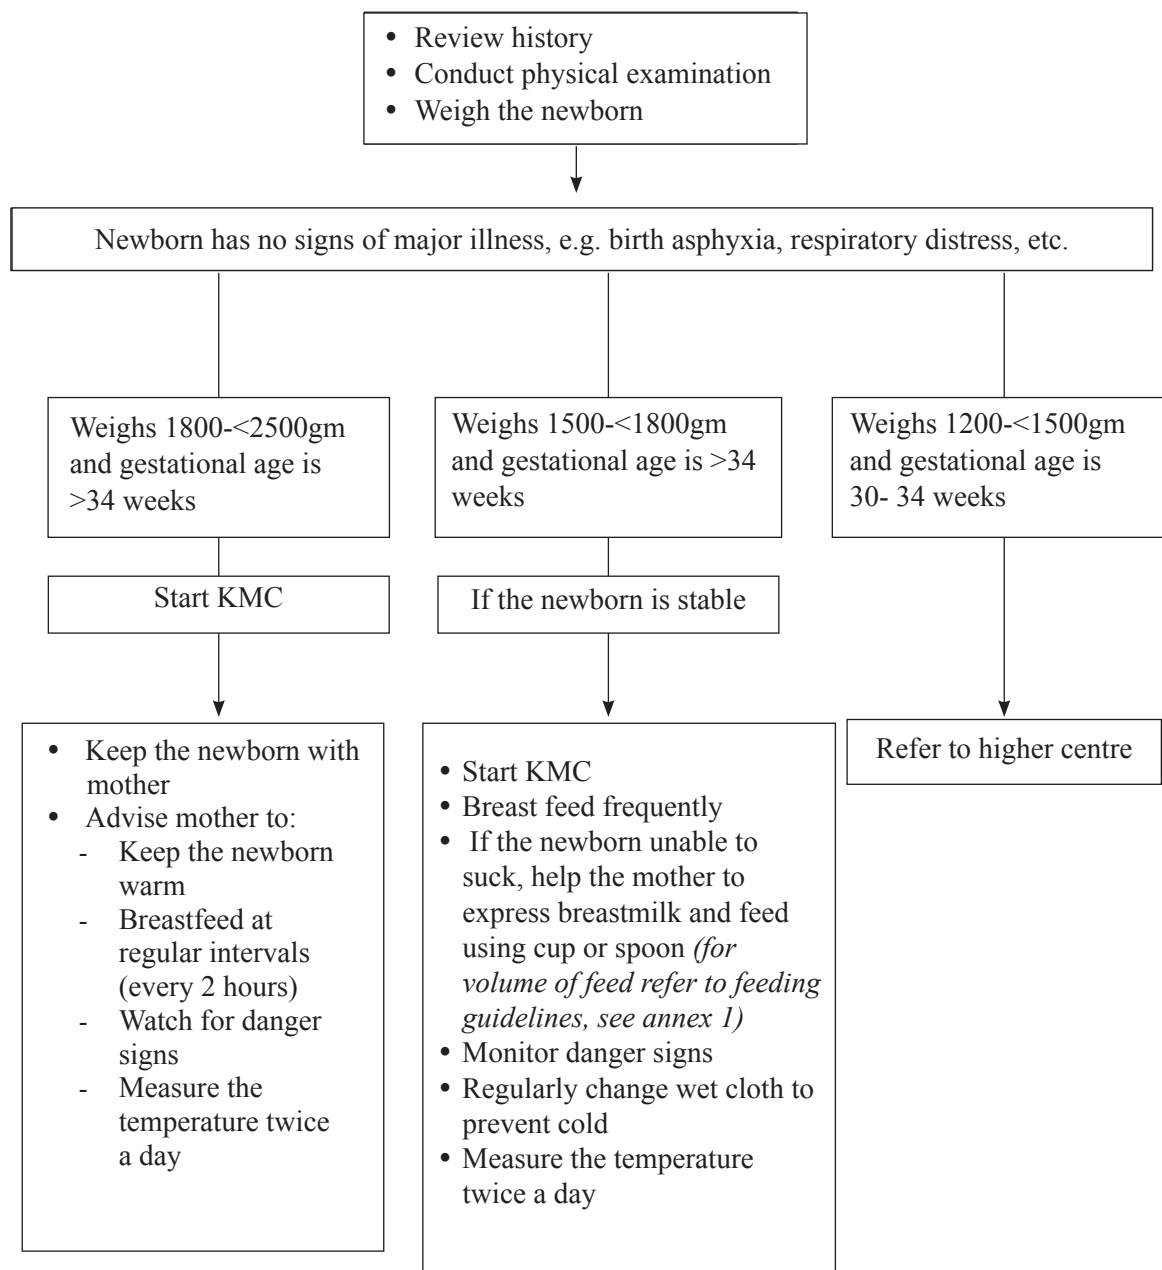 • Review history
• Conduct physical examination
• Weigh the newborn
Newborn has no signs of major illness, e.g. birth asphyxia, respiratory distress, etc.
Weighs 1800-<2500gm
and gestational age is
>34 weeks
Weighs 1500-<1800gm
and gestational age is >34
weeks
Weighs 1200-<1500gm
and gestational age is
30- 34 weeks
Start KMC
If the newborn is stable
• Keep the newborn with
mother
• Advise mother to:
- Keep the newborn
warm
- Breastfeed at
regular intervals
(every 2 hours)
- Watch for danger
signs
- Measure the
temperature twice
a day
• Start KMC
• Breast feed frequently
• If the newborn unable to
suck, help the mother to
express breastmilk and feed
using cup or spoon (for
volume of feed refer to feeding
guidelines, see annex 1)
• Monitor danger signs
• Regularly change wet cloth to
prevent cold
• Measure the temperature
twice a day
Refer to higher centre